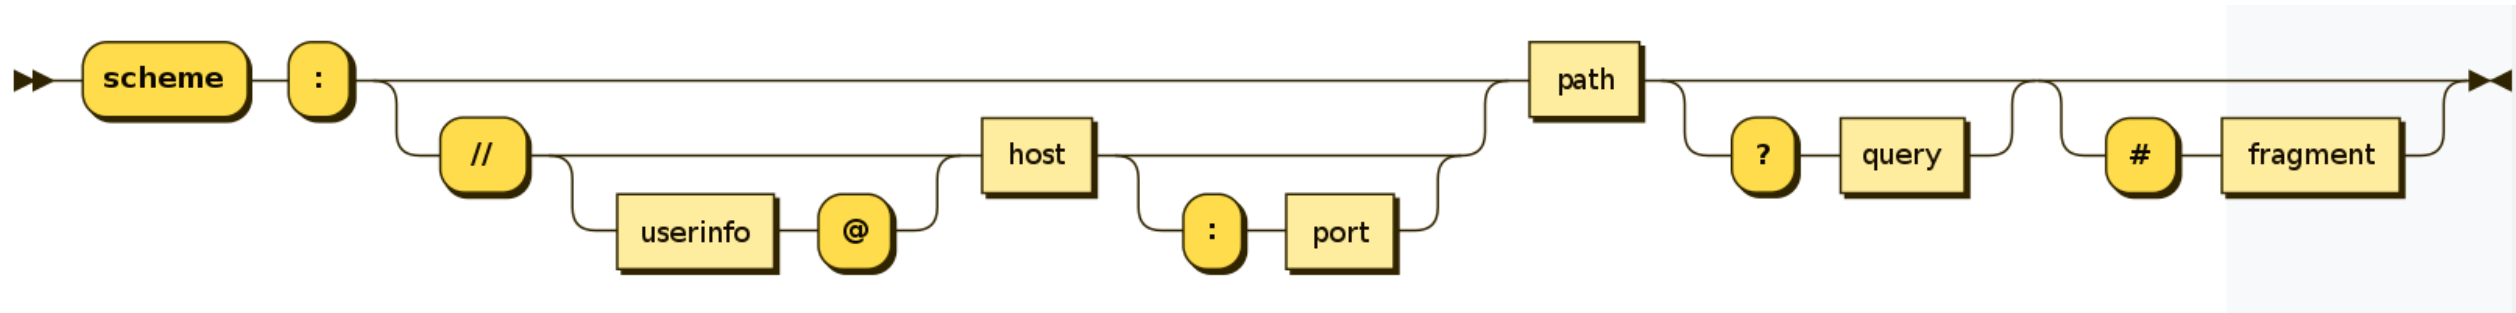 scheme : path
// host ? query # fragment
userinfo @ : port